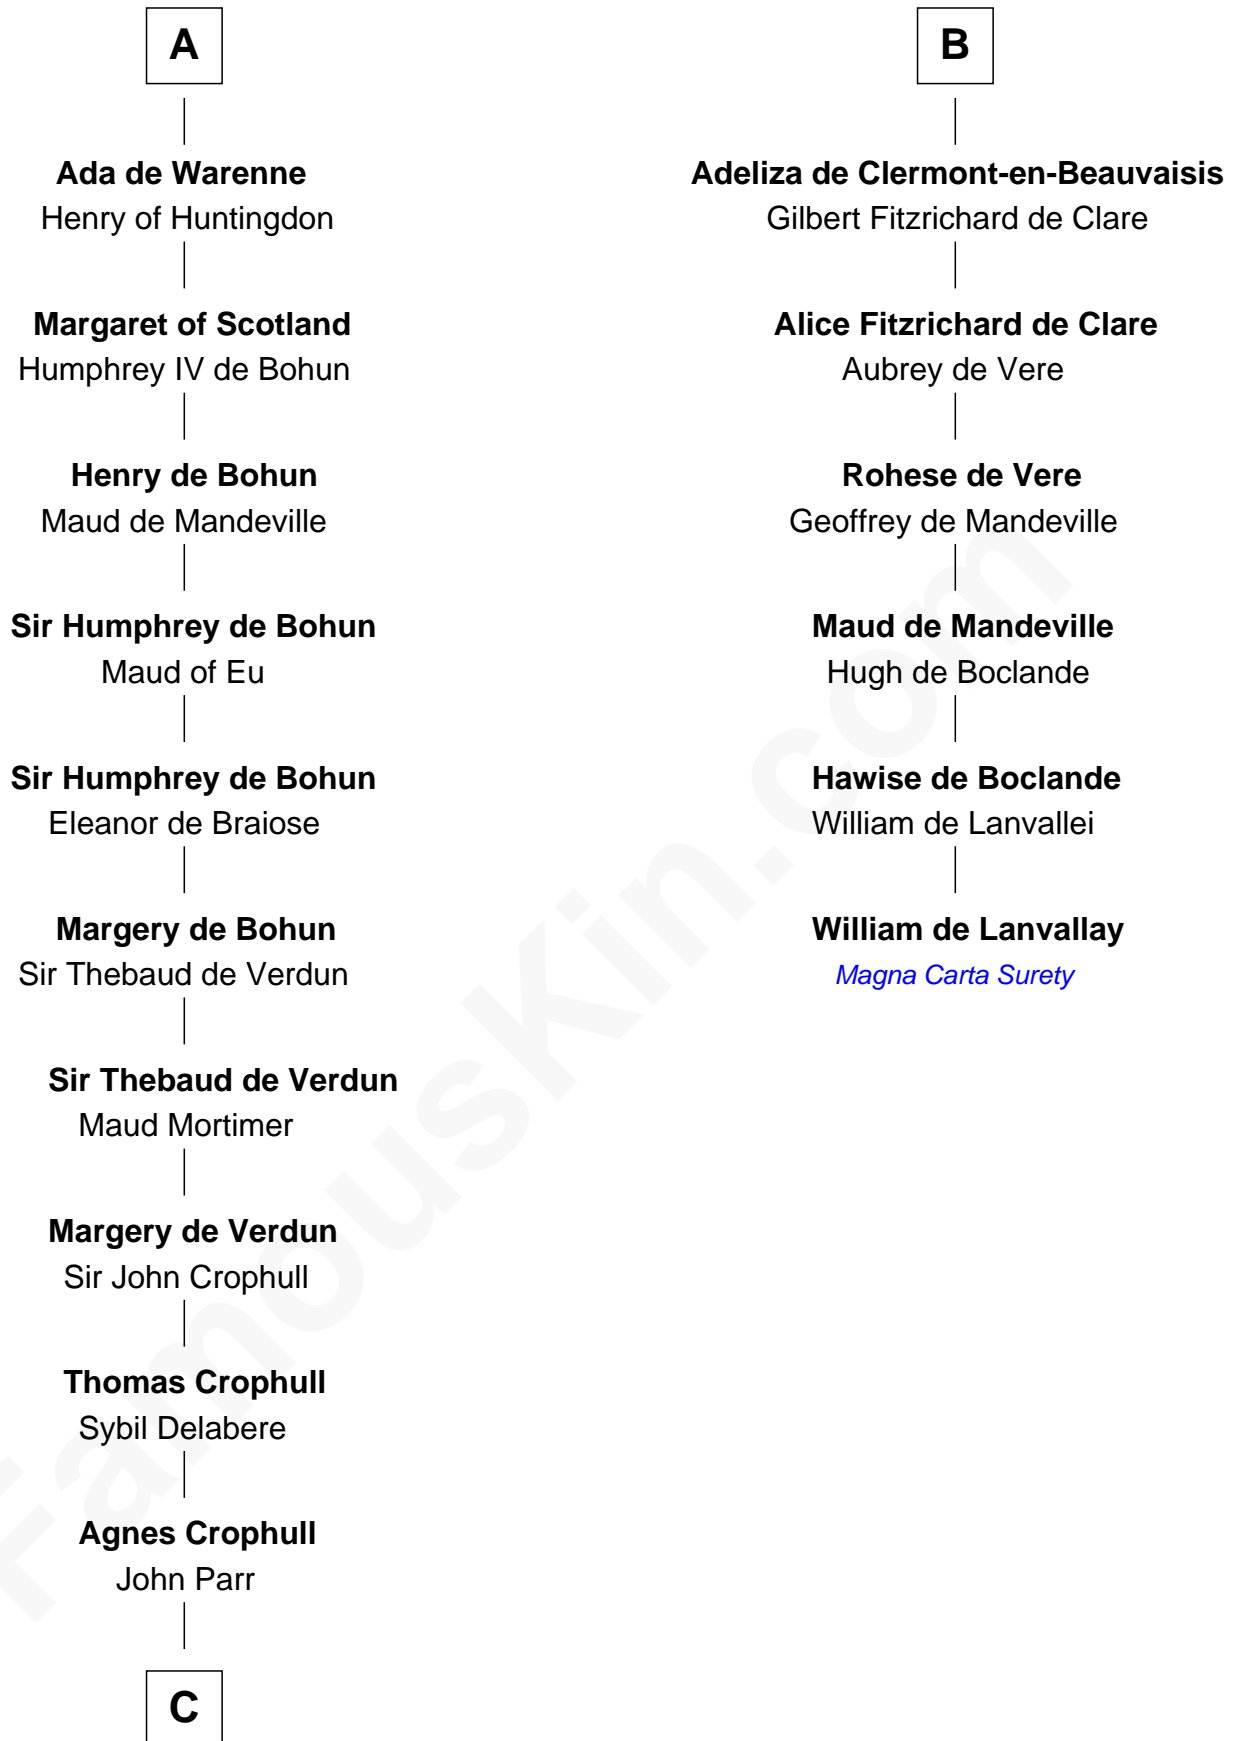 A
Ada de Warenne
Henry of Huntingdon
Margaret of Scotland
Humphrey IV de Bohun
Henry de Bohun
Maud de Mandeville
Sir Humphrey de Bohun
Maud of Eu
Sir Humphrey de Bohun
Eleanor de Braiose
Margery de Bohun
Sir Thebaud de Verdun
Sir Thebaud de Verdun
Maud Mortimer
Margery de Verdun
Sir John Crophull
Thomas Crophull
Sybil Delabere
Agnes Crophull
John Parr
C
B
Adeliza de Clermont-en-Beauvaisis
Gilbert Fitzrichard de Clare
Alice Fitzrichard de Clare
Aubrey de Vere
Rohese de Vere
Geoffrey de Mandeville
Maud de Mandeville
Hugh de Boclande
Hawise de Boclande
William de Lanvallei
William de Lanvallay
Magna Carta Surety
FamousKin.com